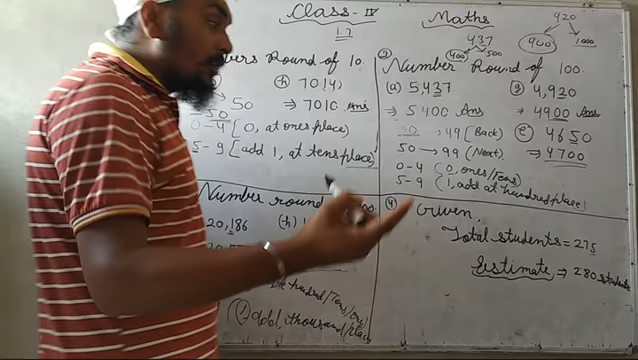 Class - IV
Maths
1.7
920
900 1000
437
400 500
Round of 10.
(h) 7014
50
⇒ 7010 Ans
50
0-4 [0, at ones place)
5-9 [add 1, at tens place)
② Number Round of 100.
(a) 5,437
⇒ 5400 Ans
→ 49 (Back)
50 → 99 (Next)
0-4 (0, ones/Tens)
5-9 (1, add at hundred place)
(g) 4,920
⇒ 4900 Ans
(e) 4650
⇒ 4700
Number round
20,186
(h)
add, thousand/place
④ Given,
Total students = 275
Estimate ⇒ 280 students